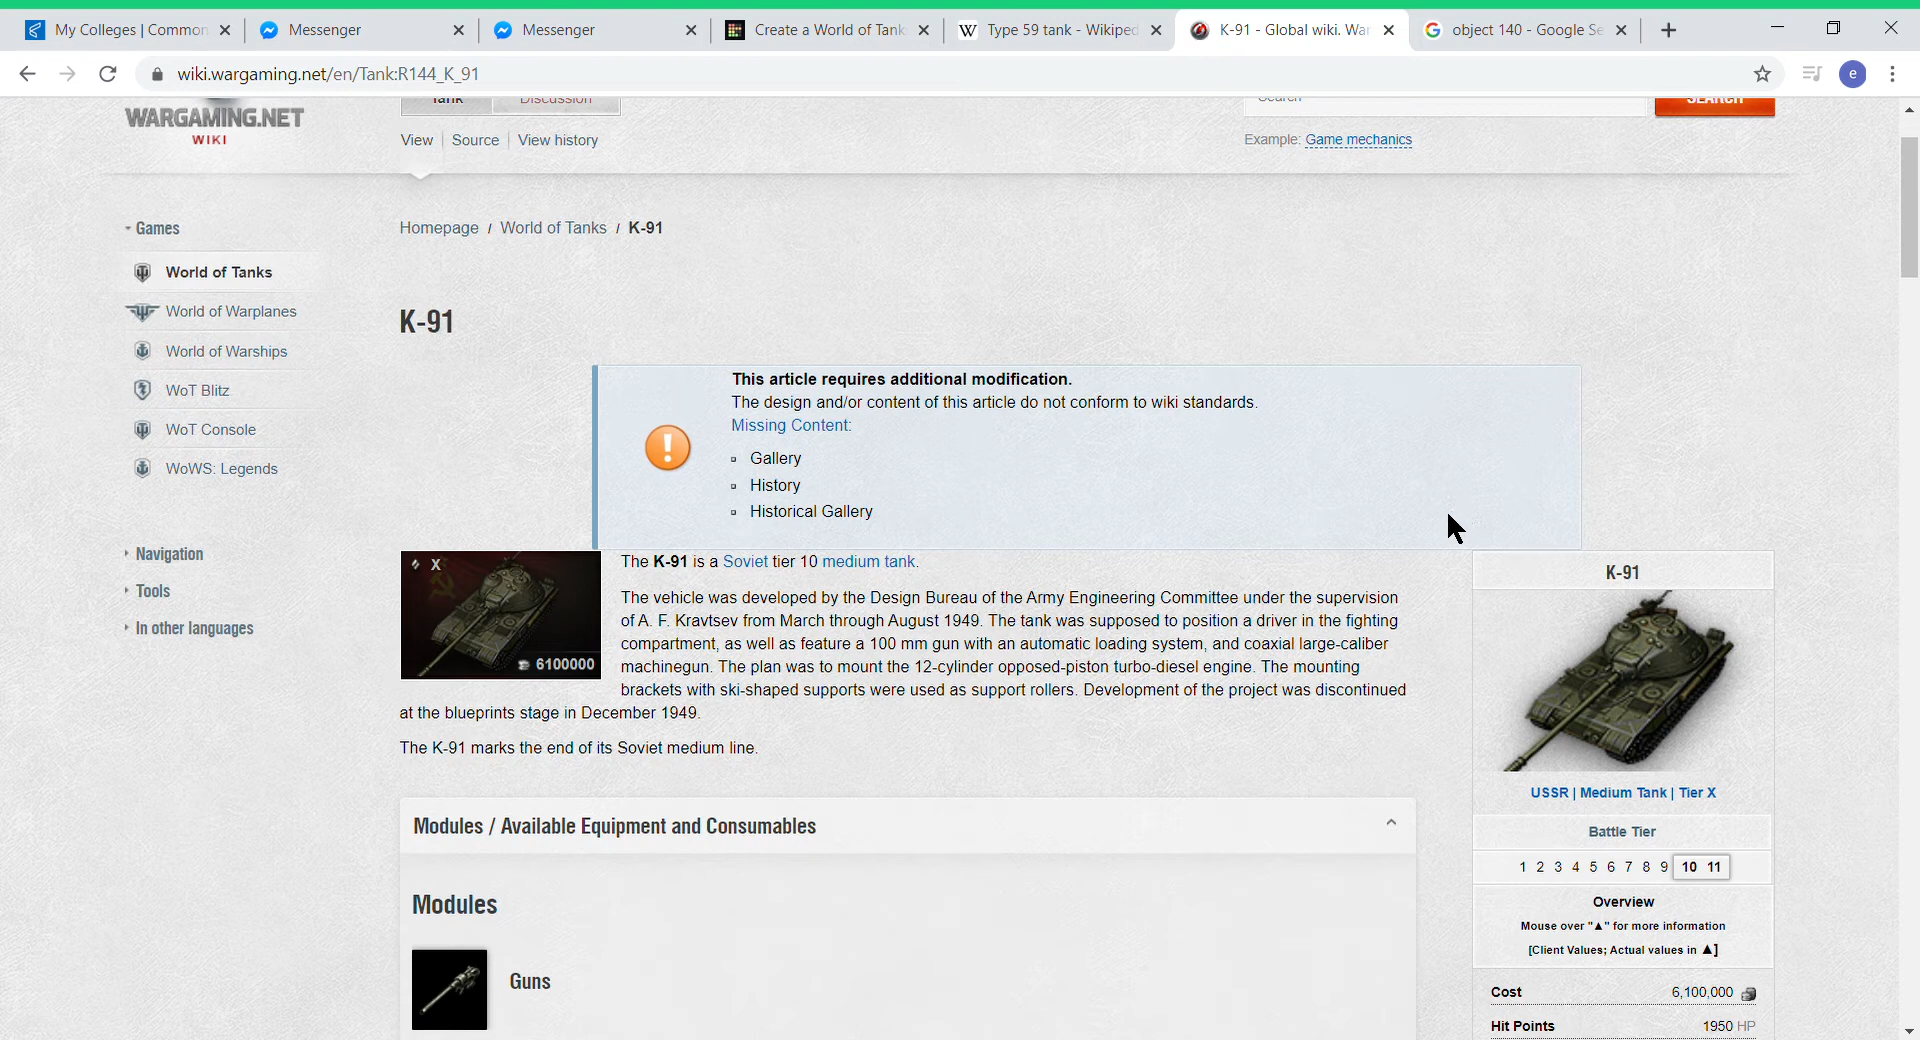 My Colleges | Common
Messenger
Messenger
Create a World of Tank
Type 59 tank - Wikiped
K-91 - Global wiki. War
object 140 - Google Se
wiki.wargaming.net/en/Tank:R144_K_91
e
WARGAMING.NET
WIKI
Tank
Discussion
Search
SEARCH
View
Source
View history
Example: Game mechanics
Games
World of Tanks
World of Warplanes
World of Warships
WoT Blitz
WoT Console
WoWS: Legends
Navigation
Tools
In other languages
Homepage / World of Tanks / K-91
K-91
This article requires additional modification.
The design and/or content of this article do not conform to wiki standards.
Missing Content:
Gallery
History
Historical Gallery
X
6100000
The K-91 is a Soviet tier 10 medium tank.
The vehicle was developed by the Design Bureau of the Army Engineering Committee under the supervision
of A. F. Kravtsev from March through August 1949. The tank was supposed to position a driver in the fighting
compartment, as well as feature a 100 mm gun with an automatic loading system, and coaxial large-caliber
machinegun. The plan was to mount the 12-cylinder opposed-piston turbo-diesel engine. The mounting
brackets with ski-shaped supports were used as support rollers. Development of the project was discontinued
at the blueprints stage in December 1949.
The K-91 marks the end of its Soviet medium line.
Modules / Available Equipment and Consumables
Modules
Guns
K-91
USSR | Medium Tank | Tier X
Battle Tier
1 2 3 4 5 6 7 8 9 10 11
Overview
Mouse over "▲" for more information
[Client Values; Actual values in ▲]
Cost 6,100,000
Hit Points 1950 HP